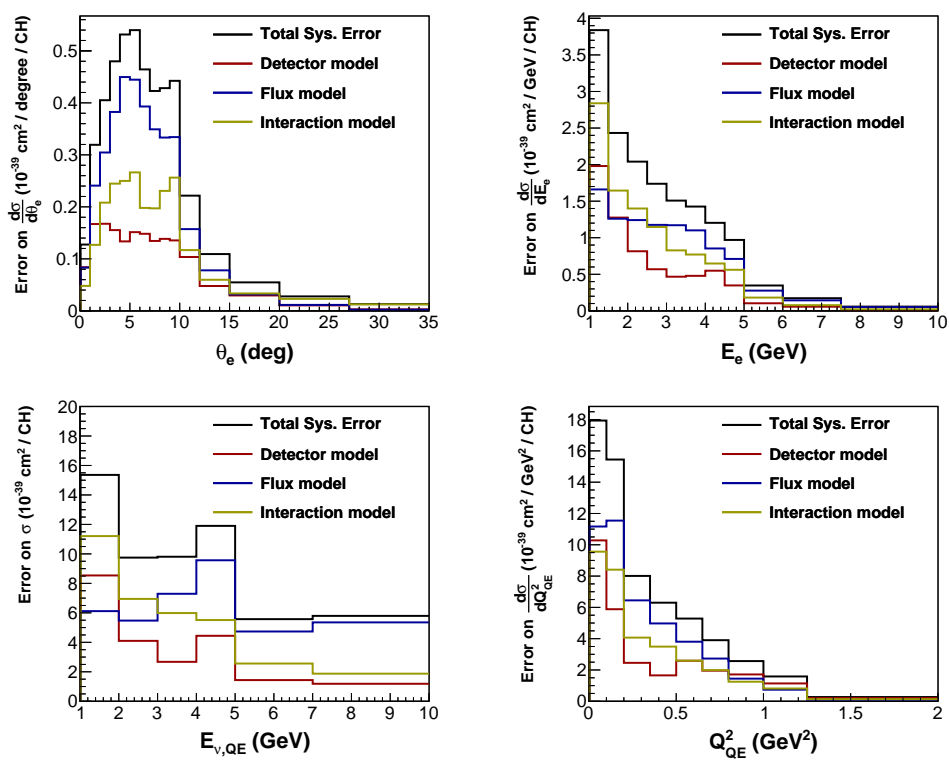 Error on dσ/dθe (10-39 cm2 / degree / CH)
0.5
0.4
0.3
0.2
0.1
0
Total Sys. Error
Detector model
Flux model
Interaction model
0 5 10 15 20 25 30 35
θe (deg)
Error on dσ/dEe (10-39 cm2 / GeV / CH)
4
3.5
3
2.5
2
1.5
1
0.5
0
Total Sys. Error
Detector model
Flux model
Interaction model
1 2 3 4 5 6 7 8 9 10
Ee (GeV)
Error on σ (10-39 cm2 / CH)
20
18
16
14
12
10
8
6
4
2
0
Total Sys. Error
Detector model
Flux model
Interaction model
1 2 3 4 5 6 7 8 9 10
Eν,QE (GeV)
Error on dσ/dQ2QE (10-39 cm2 / GeV2 / CH)
18
16
14
12
10
8
6
4
2
0
Total Sys. Error
Detector model
Flux model
Interaction model
0 0.5 1 1.5 2
Q2QE (GeV2)